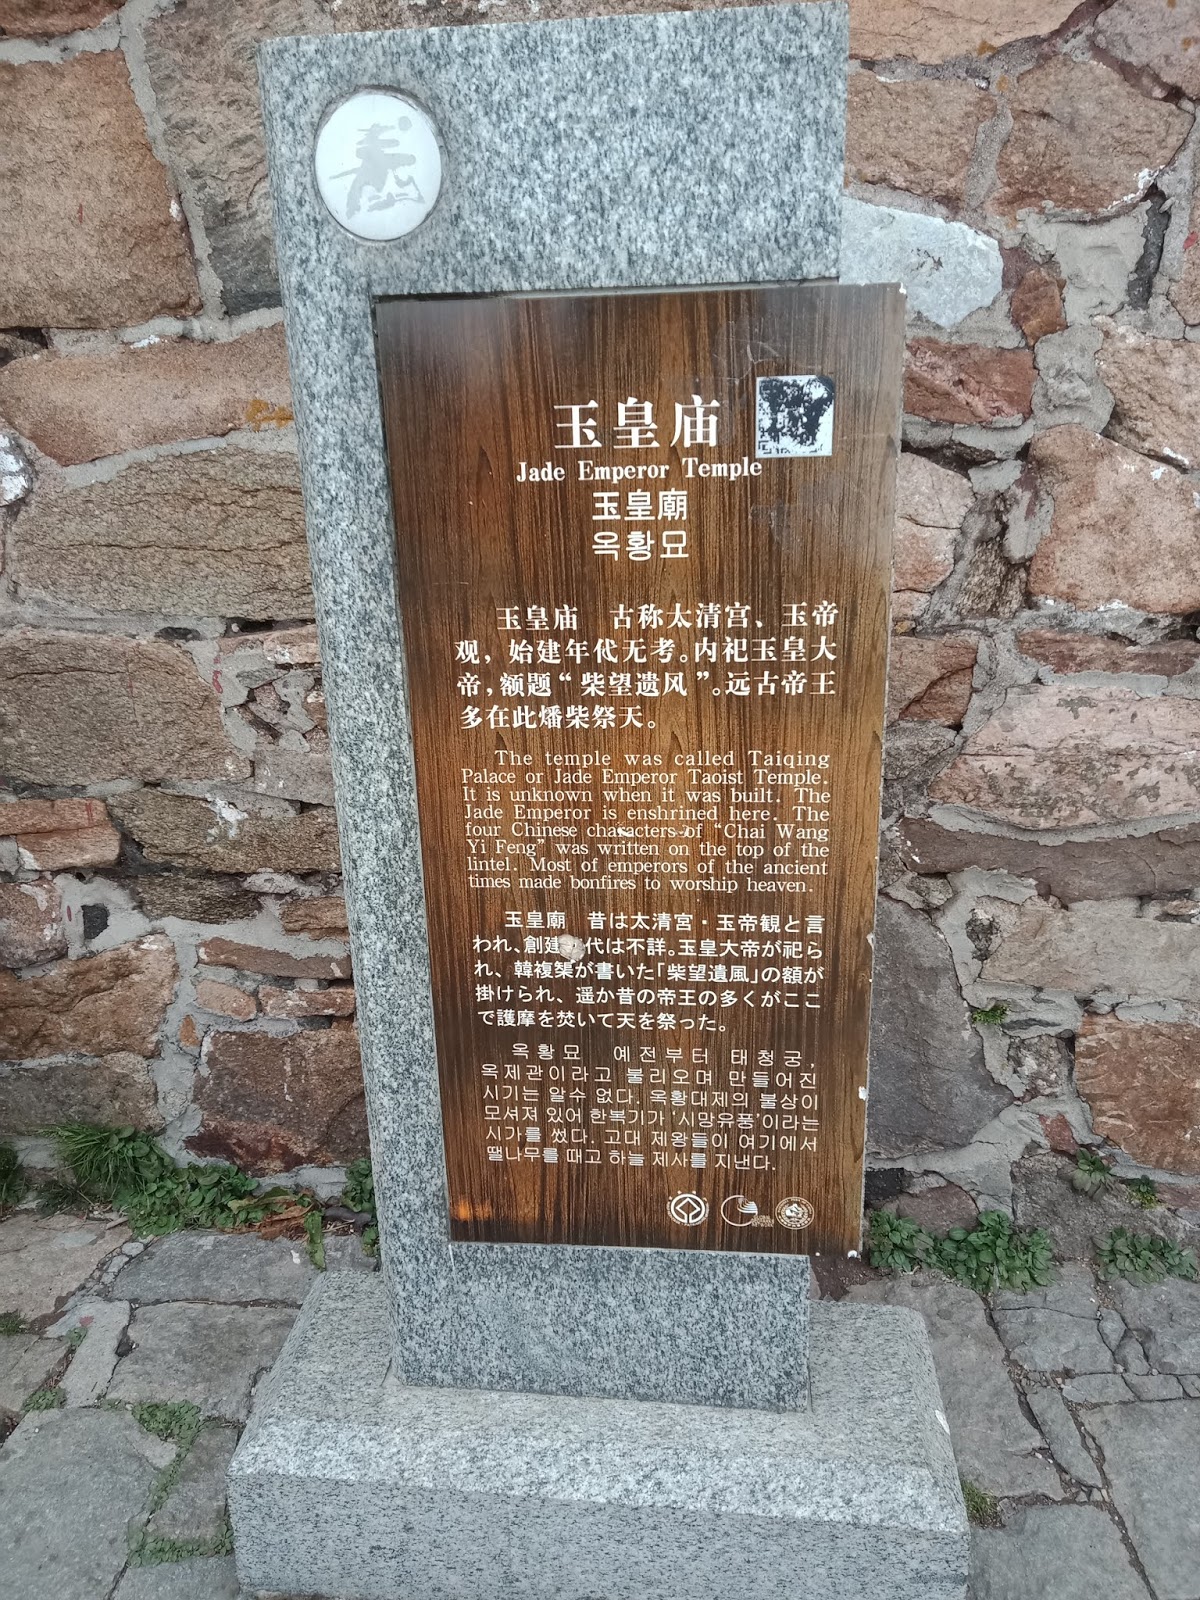 玉皇庙
Jade Emperor Temple
玉皇廟
옥황묘
玉皇庙　古称太清宫、玉帝
观，始建年代无考。内祀玉皇大
帝，额题“柴望遗风”。远古帝王
多在此燔柴祭天。
The temple was called Taiqing
Palace or Jade Emperor Taoist Temple.
It is unknown when it was built. The
Jade Emperor is enshrined here. The
four Chinese characters of “Chai Wang
Yi Feng” was written on the top of the
lintel. Most of emperors of the ancient
times made bonfires to worship heaven.
玉皇廟　昔は太清宮・玉帝観と言
われ、創建代は不詳。玉皇大帝が祀ら
れ、韓複榘が書いた「柴望遺風」の額が
掛けられ、遥か昔の帝王の多くがここ
で護摩を焚いて天を祭った。
옥황묘 예전부터 태청궁,
옥제관이라고 불리오며 만들어진
시기는 알수 없다. 옥황대제의 불상이
모셔져 있어 한복기가 '시망유풍'이라는
시가를 썼다. 고대 제왕들이 여기에서
땔나무를 때고 하늘 제사를 지낸다.